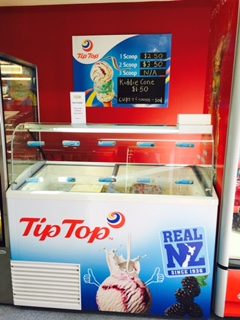 Tip Top
1 Scoop $2.50
2 Scoop $3.50
3 Scoop N/A
Kiddie Cone
$1.50
Tip Top
REAL
NZ
SINCE 1936